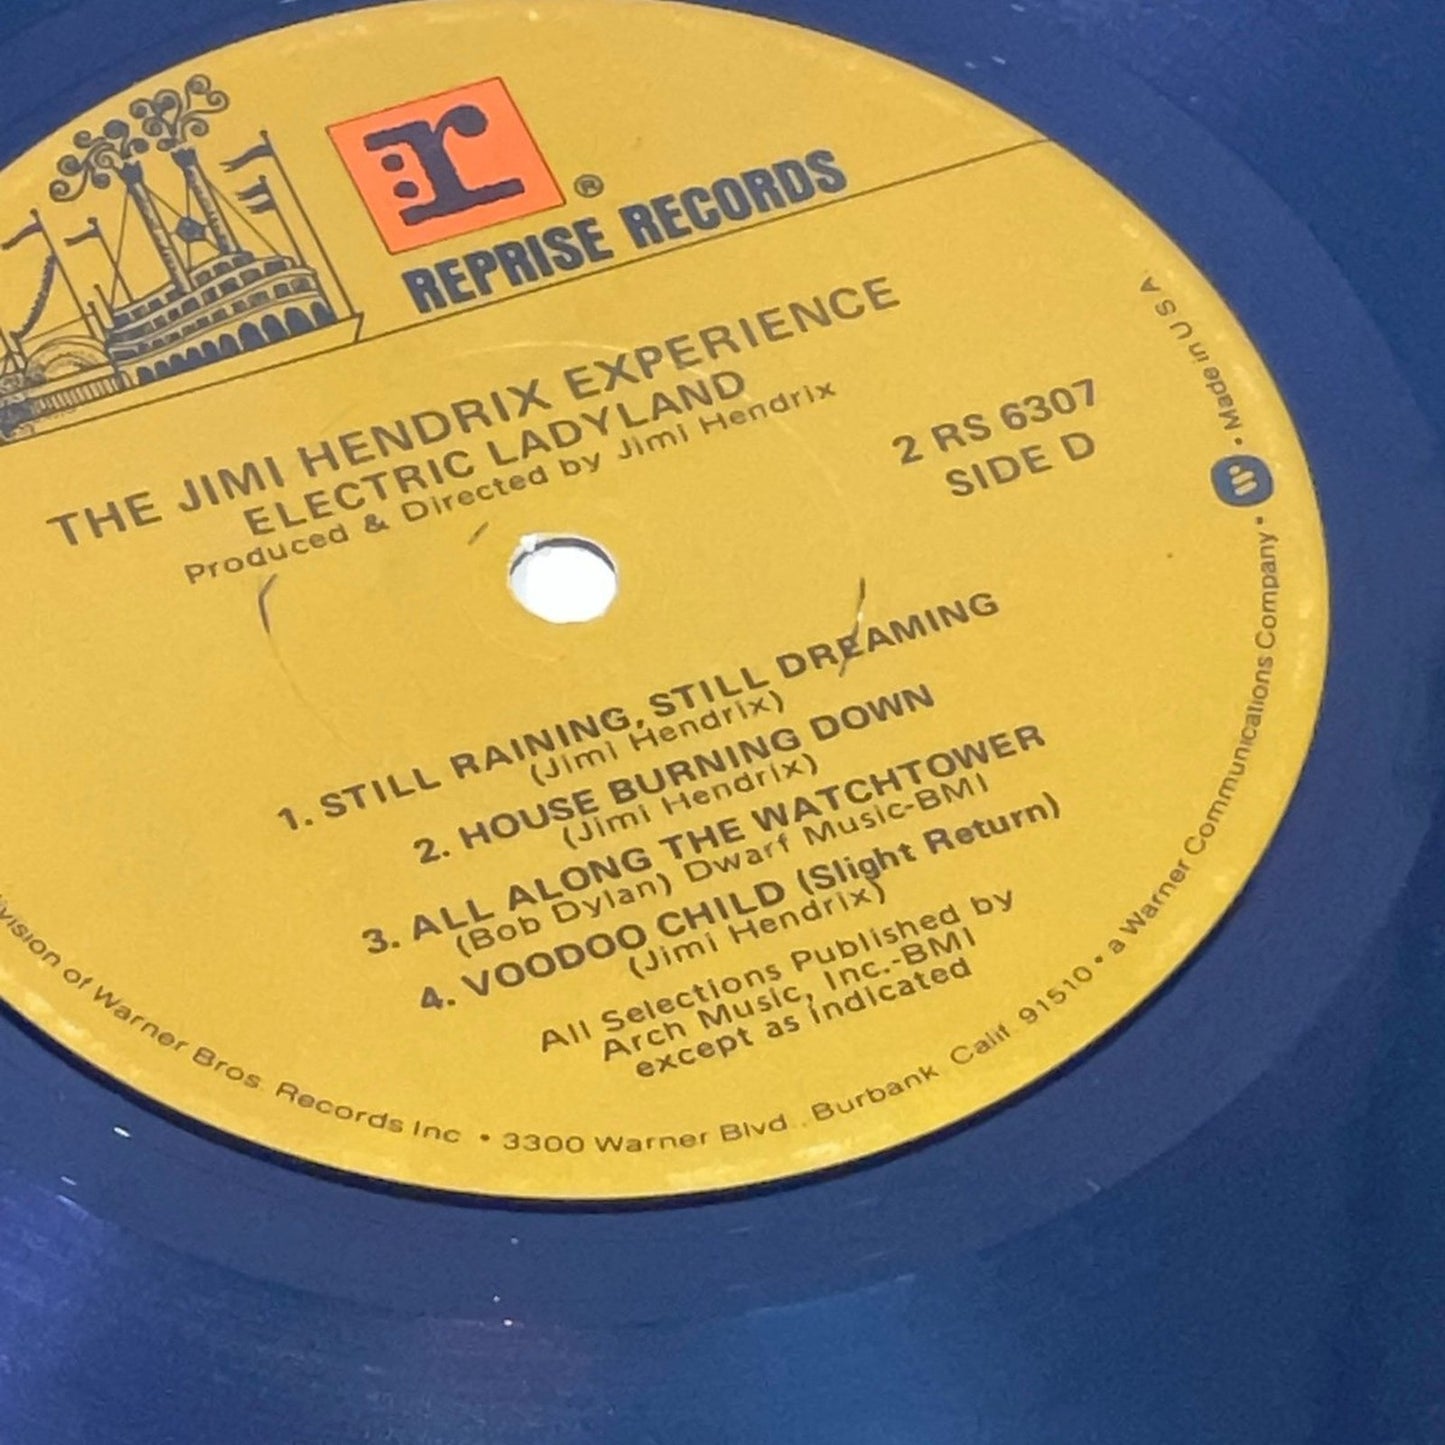 :r
®
REPRISE RECORDS
THE JIMI HENDRIX EXPERIENCE
ELECTRIC LADYLAND
Produced & Directed by Jimi Hendrix
2 RS 6307
SIDE D
1. STILL RAINING, STILL DREAMING
(Jimi Hendrix)
2. HOUSE BURNING DOWN
(Jimi Hendrix)
3. ALL ALONG THE WATCHTOWER
(Bob Dylan) Dwarf Music-BMI
4. VOODOO CHILD (Slight Return)
(Jimi Hendrix)
All Selections Published by
Arch Music, Inc.-BMI
except as indicated
of Warner Bros. Records Inc • 3300 Warner Blvd., Burbank, Calif. 91510 • a Warner Communications Company • • Made in U S A.